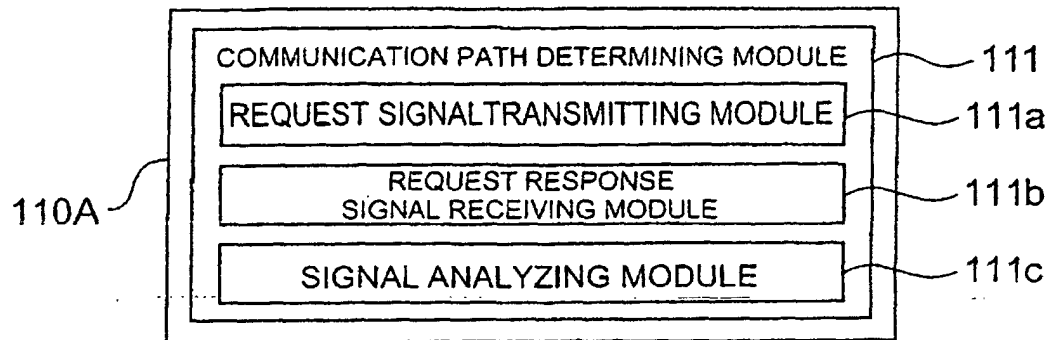 COMMUNICATION PATH DETERMINING MODULE
111
REQUEST SIGNALTRANSMITTING MODULE
111a
REQUEST RESPONSE
SIGNAL RECEIVING MODULE
111b
110A
SIGNAL ANALYZING MODULE
111c